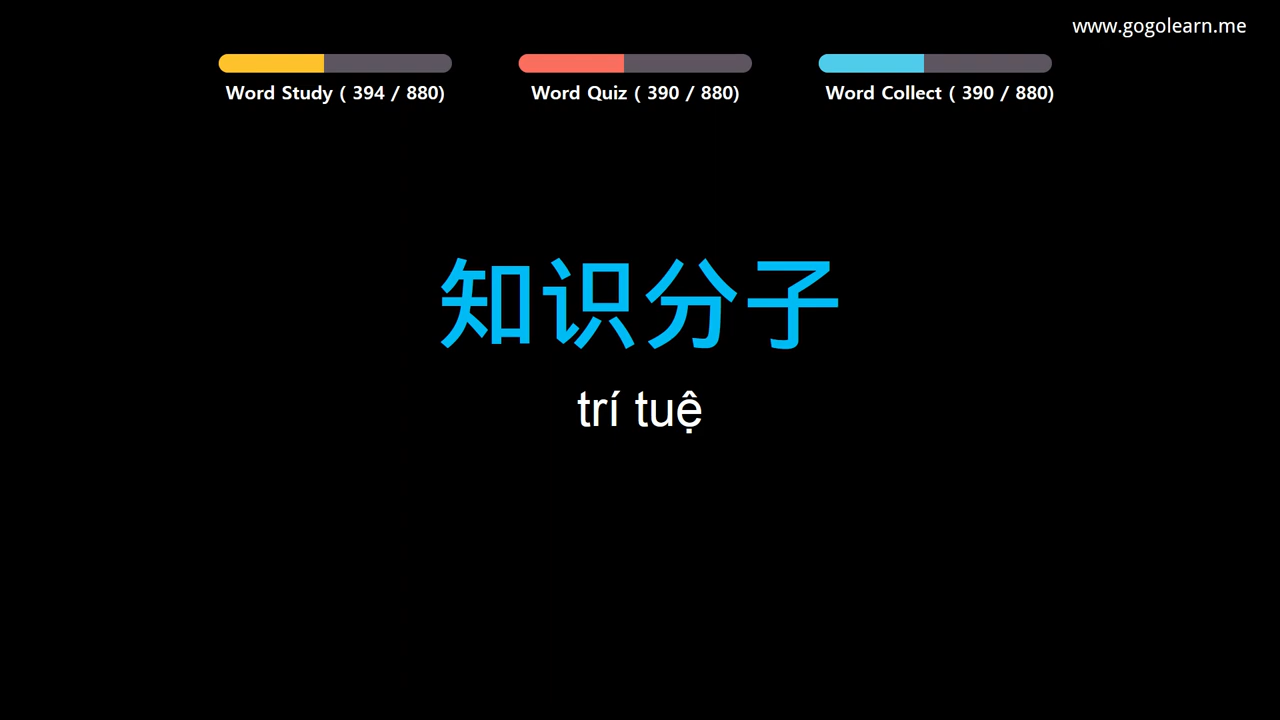 www.gogolearn.me
Word Study ( 394 / 880)
Word Quiz ( 390 / 880)
Word Collect ( 390 / 880)
知识分子
trí tuệ